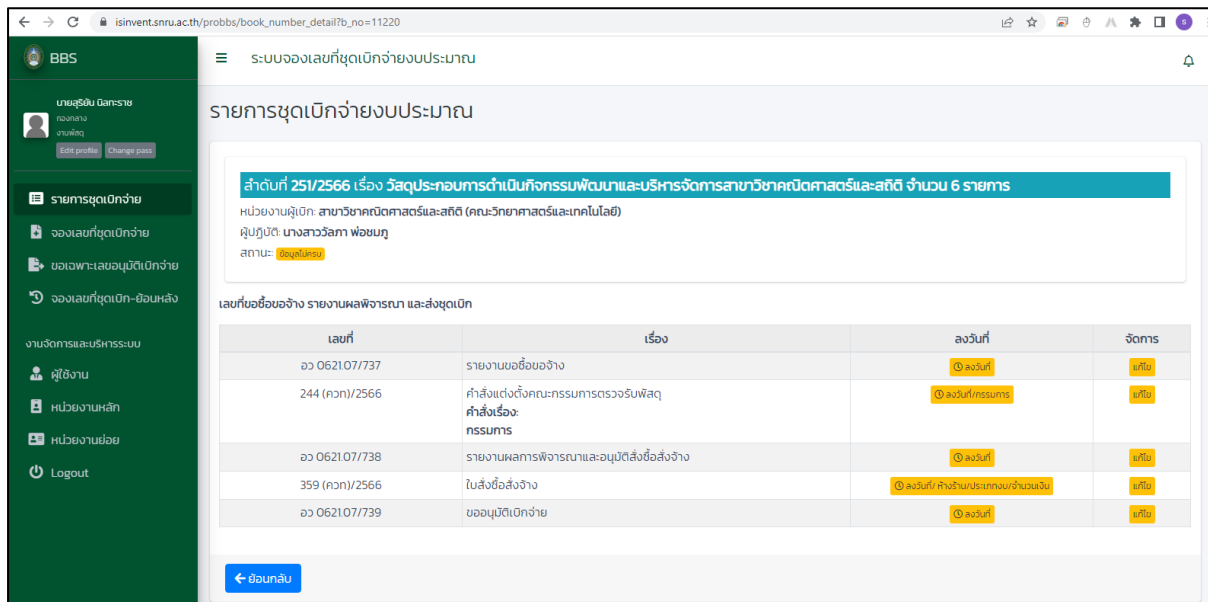 isinvent.snru.ac.th/probbs/book_number_detail?b_no=11220
BBS
ระบบจองเลขที่ชุดเบิกจ่ายงบประมาณ
นายสุริยัน นิลทะราช
กองกลาง
งานพัสดุ
Edit profile Change pass
รายการชุดเบิกจ่าย
จองเลขที่ชุดเบิกจ่าย
ขอเฉพาะเลขอนุมัติเบิกจ่าย
จองเลขที่ชุดเบิก-ย้อนหลัง
งานจัดการและบริหารระบบ
ผู้ใช้งาน
หน่วยงานหลัก
หน่วยงานย่อย
Logout
รายการชุดเบิกจ่ายงบประมาณ
ลำดับที่ 251/2566 เรื่อง วัสดุประกอบการดำเนินกิจกรรมพัฒนาและบริหารจัดการสาขาวิชาคณิตศาสตร์และสถิติ จำนวน 6 รายการ
หน่วยงานผู้เบิก: สาขาวิชาคณิตศาสตร์และสถิติ (คณะวิทยาศาสตร์และเทคโนโลยี)
ผู้ปฏิบัติ: นางสาววัลภา พ่อชมภู
สถานะ: ข้อมูลไม่ครบ
เลขที่ขอซื้อขอจ้าง รายงานผลพิจารณา และส่งชุดเบิก
เลขที่ เรื่อง ลงวันที่ จัดการ
อว 0621.07/737 รายงานขอซื้อขอจ้าง ลงวันที่ แก้ไข
244 (ควท)/2566 คำสั่งแต่งตั้งคณะกรรมการตรวจรับพัสดุ ลงวันที่/กรรมการ แก้ไข
คำสั่งเรื่อง:
กรรมการ
อว 0621.07/738 รายงานผลการพิจารณาและอนุมัติสั่งซื้อสั่งจ้าง ลงวันที่ แก้ไข
359 (ควท)/2566 ใบสั่งซื้อสั่งจ้าง ลงวันที่/ ห้างร้าน/ประเภทงบ/จำนวนเงิน แก้ไข
อว 0621.07/739 ขออนุมัติเบิกจ่าย ลงวันที่ แก้ไข
ย้อนกลับ